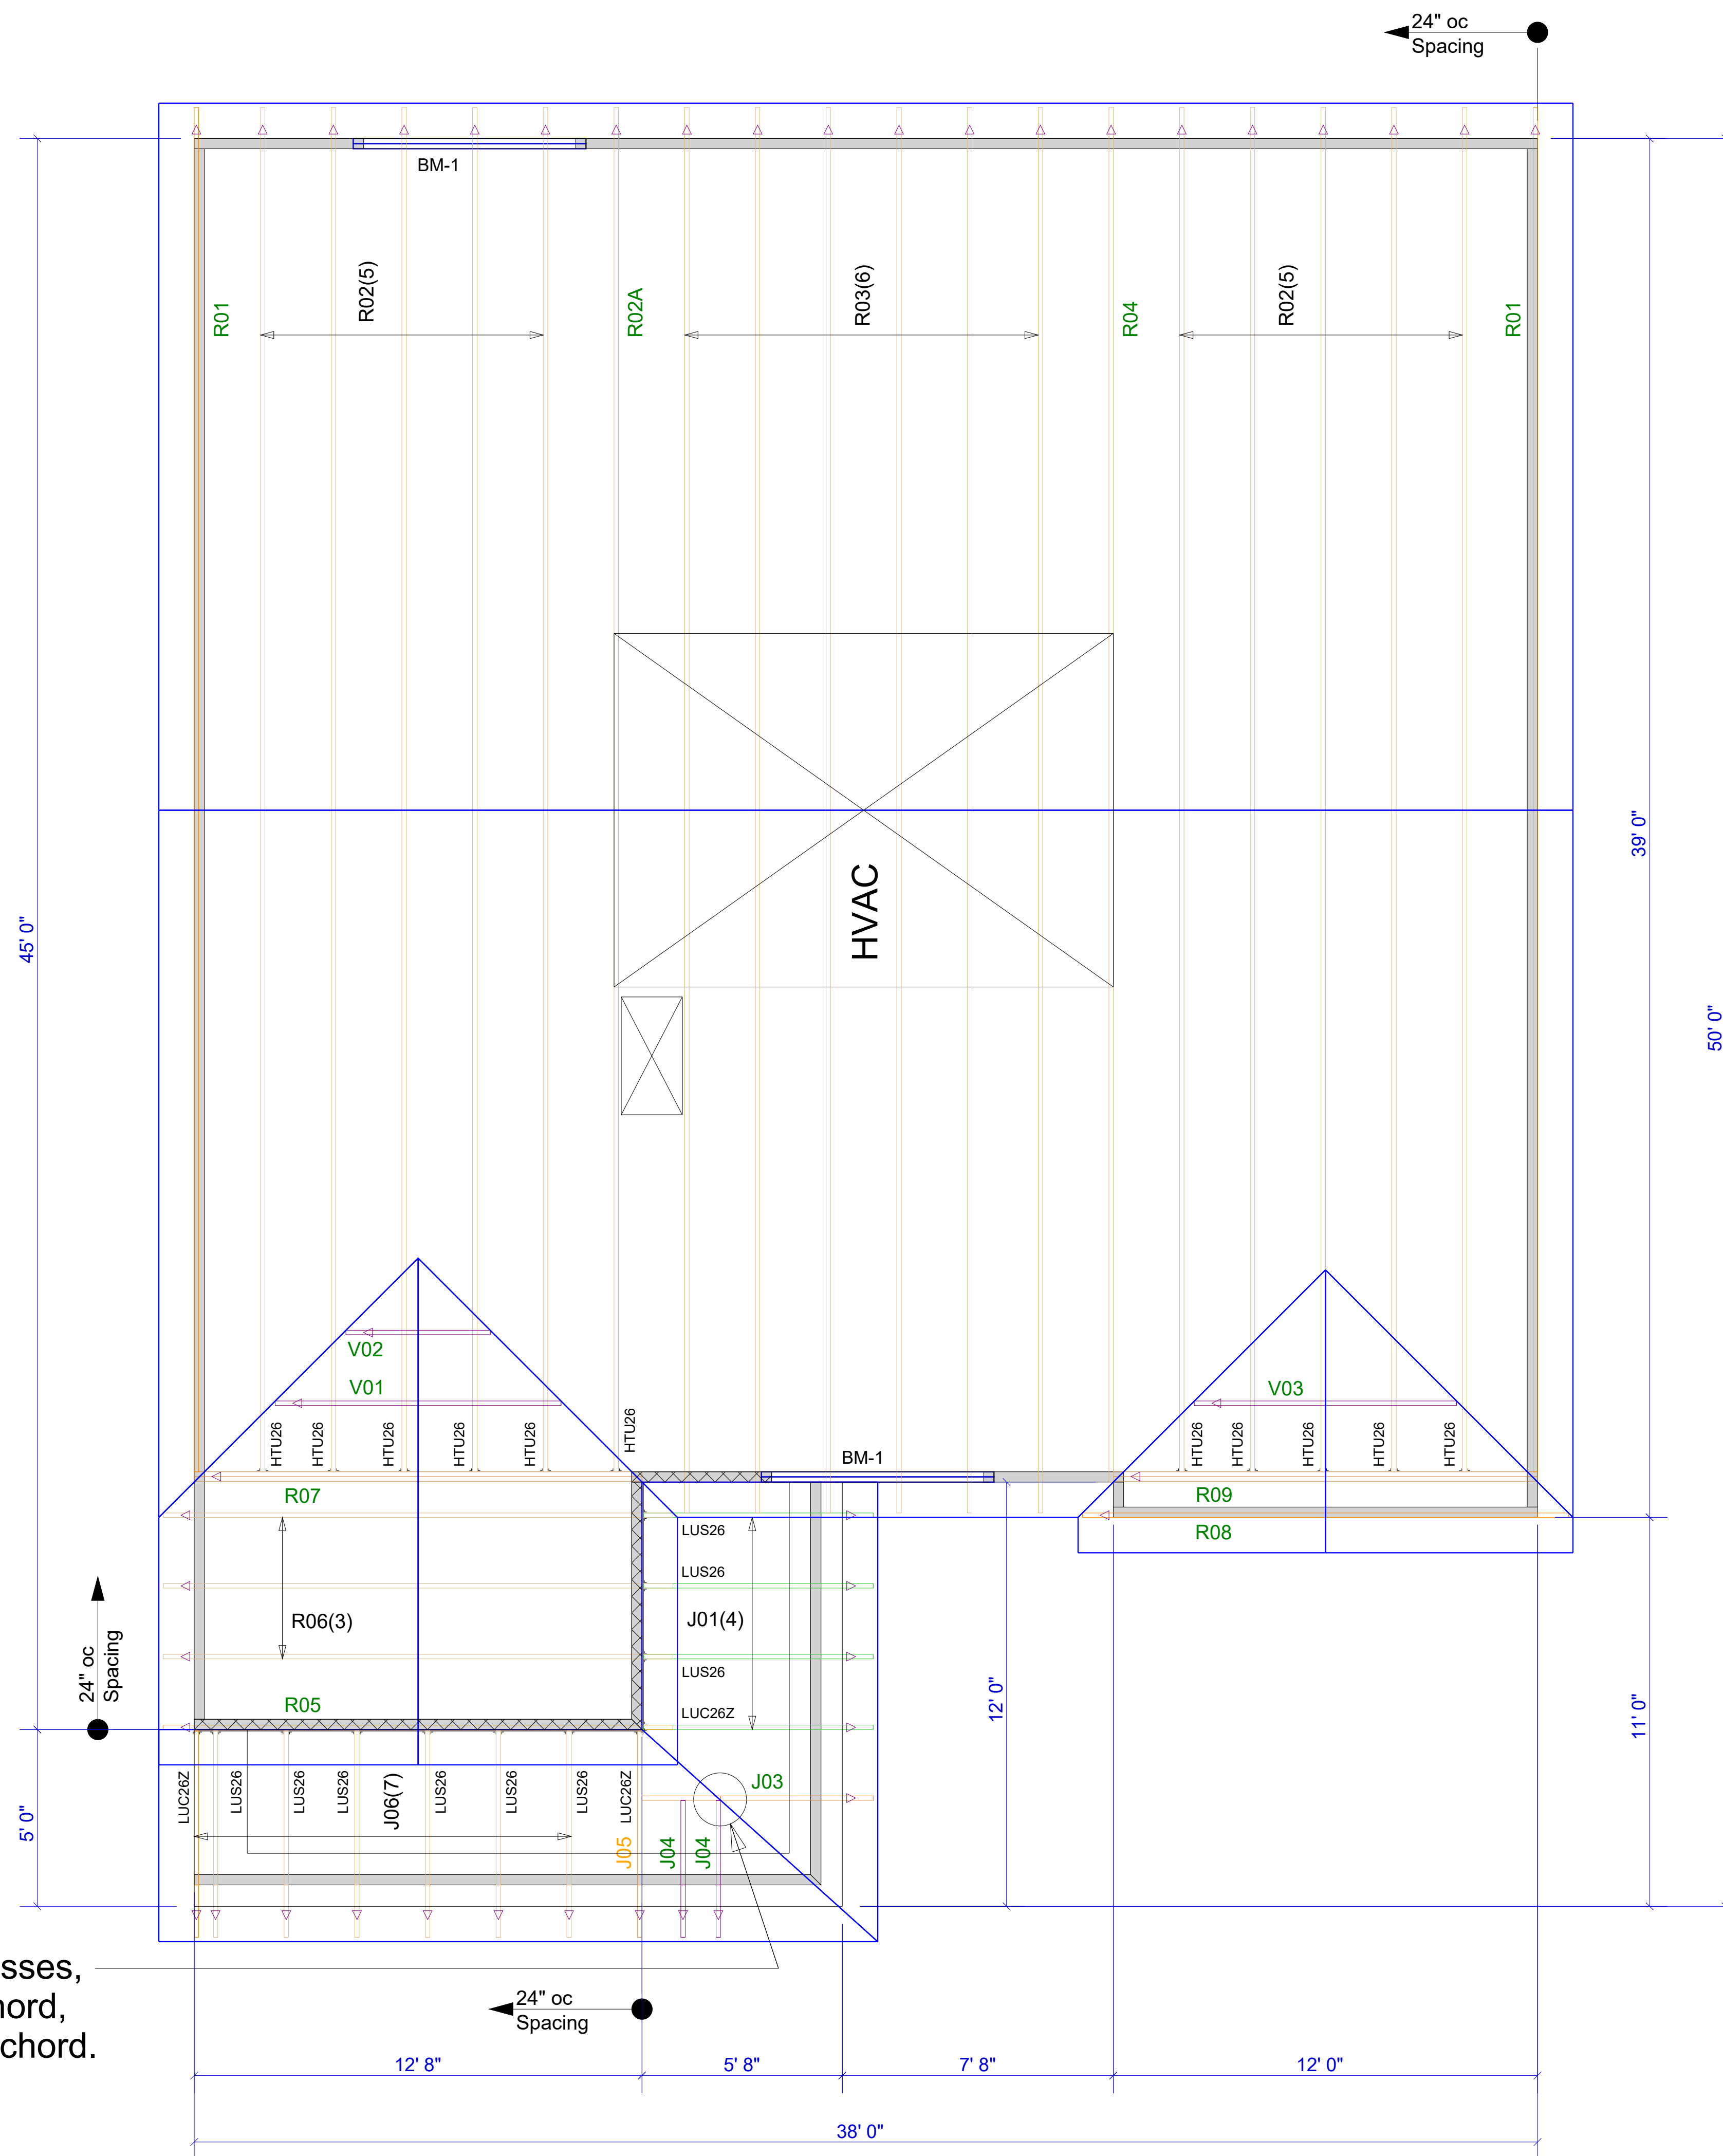 24" oc
Spacing
BM-1
R01
R02(5)
R02A
R03(6)
R04
R02(5)
R01
HVAC
45' 0"
39' 0"
50' 0"
V02
V01
V03
HTU26
HTU26
HTU26
HTU26
HTU26
HTU26
HTU26
HTU26
HTU26
HTU26
HTU26
BM-1
R07
R09
R08
LUS26
LUS26
R06(3)
J01(4)
LUS26
LUC26Z
R05
24" oc
Spacing
12' 0"
11' 0"
5' 0"
LUC26Z
LUS26
LUS26
LUS26
J06(7)
LUS26
LUS26
LUS26
LUC26Z
J03
J05
J04
J04
sses,
hord,
chord.
24" oc
Spacing
12' 8"
5' 8"
7' 8"
12' 0"
38' 0"